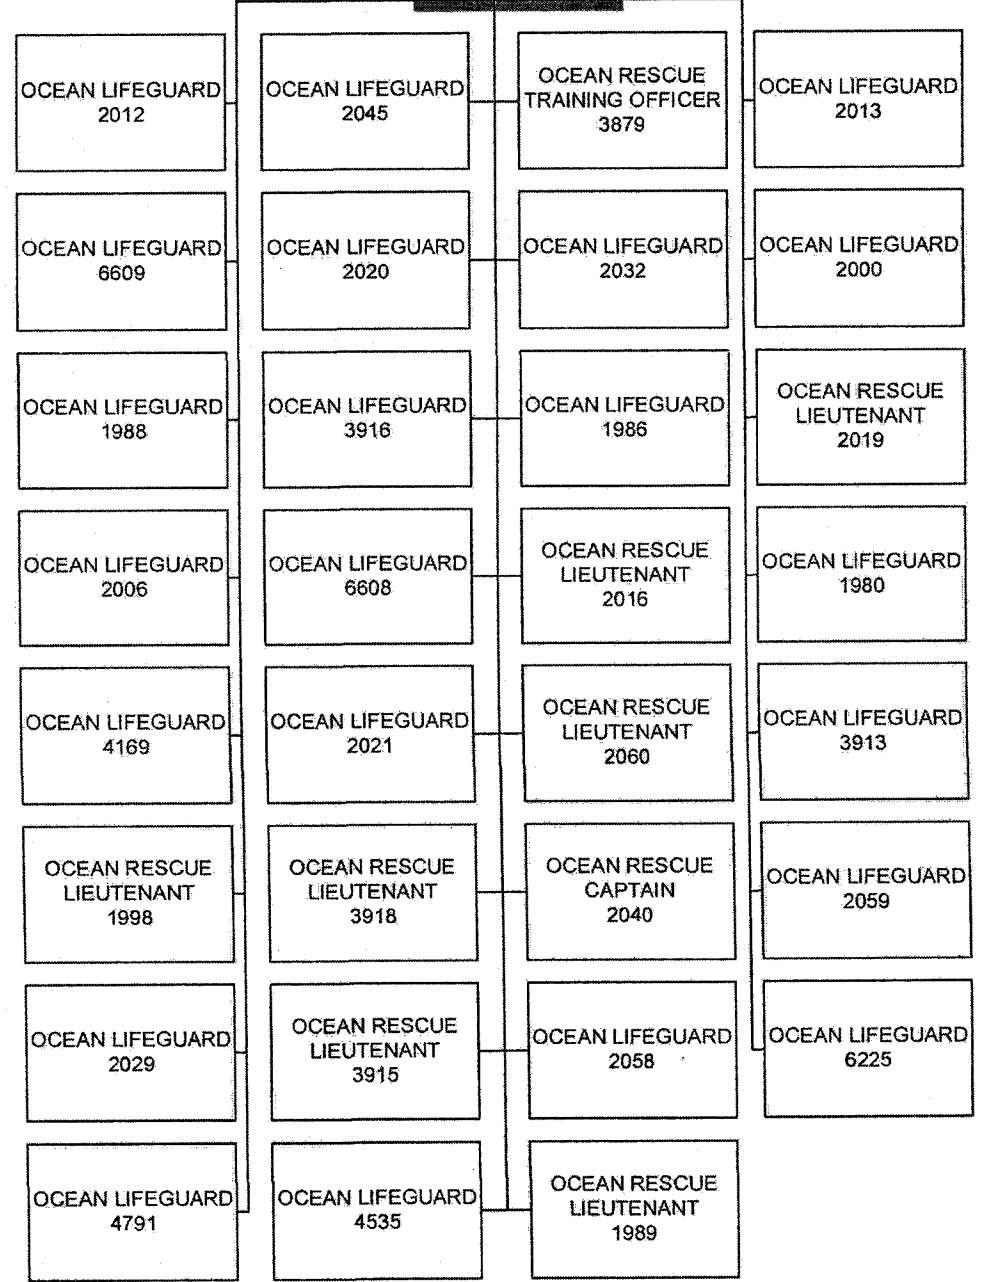 OCEAN LIFEGUARD
2012
OCEAN LIFEGUARD
2045
OCEAN RESCUE
TRAINING OFFICER
3879
OCEAN LIFEGUARD
2013
OCEAN LIFEGUARD
6609
OCEAN LIFEGUARD
2020
OCEAN LIFEGUARD
2032
OCEAN LIFEGUARD
2000
OCEAN LIFEGUARD
1988
OCEAN LIFEGUARD
3916
OCEAN LIFEGUARD
1986
OCEAN RESCUE
LIEUTENANT
2019
OCEAN LIFEGUARD
2006
OCEAN LIFEGUARD
6608
OCEAN RESCUE
LIEUTENANT
2016
OCEAN LIFEGUARD
1980
OCEAN LIFEGUARD
4169
OCEAN LIFEGUARD
2021
OCEAN RESCUE
LIEUTENANT
2060
OCEAN LIFEGUARD
3913
OCEAN RESCUE
LIEUTENANT
1998
OCEAN RESCUE
LIEUTENANT
3918
OCEAN RESCUE
CAPTAIN
2040
OCEAN LIFEGUARD
2059
OCEAN LIFEGUARD
2029
OCEAN RESCUE
LIEUTENANT
3915
OCEAN LIFEGUARD
2058
OCEAN LIFEGUARD
6225
OCEAN LIFEGUARD
4791
OCEAN LIFEGUARD
4535
OCEAN RESCUE
LIEUTENANT
1989